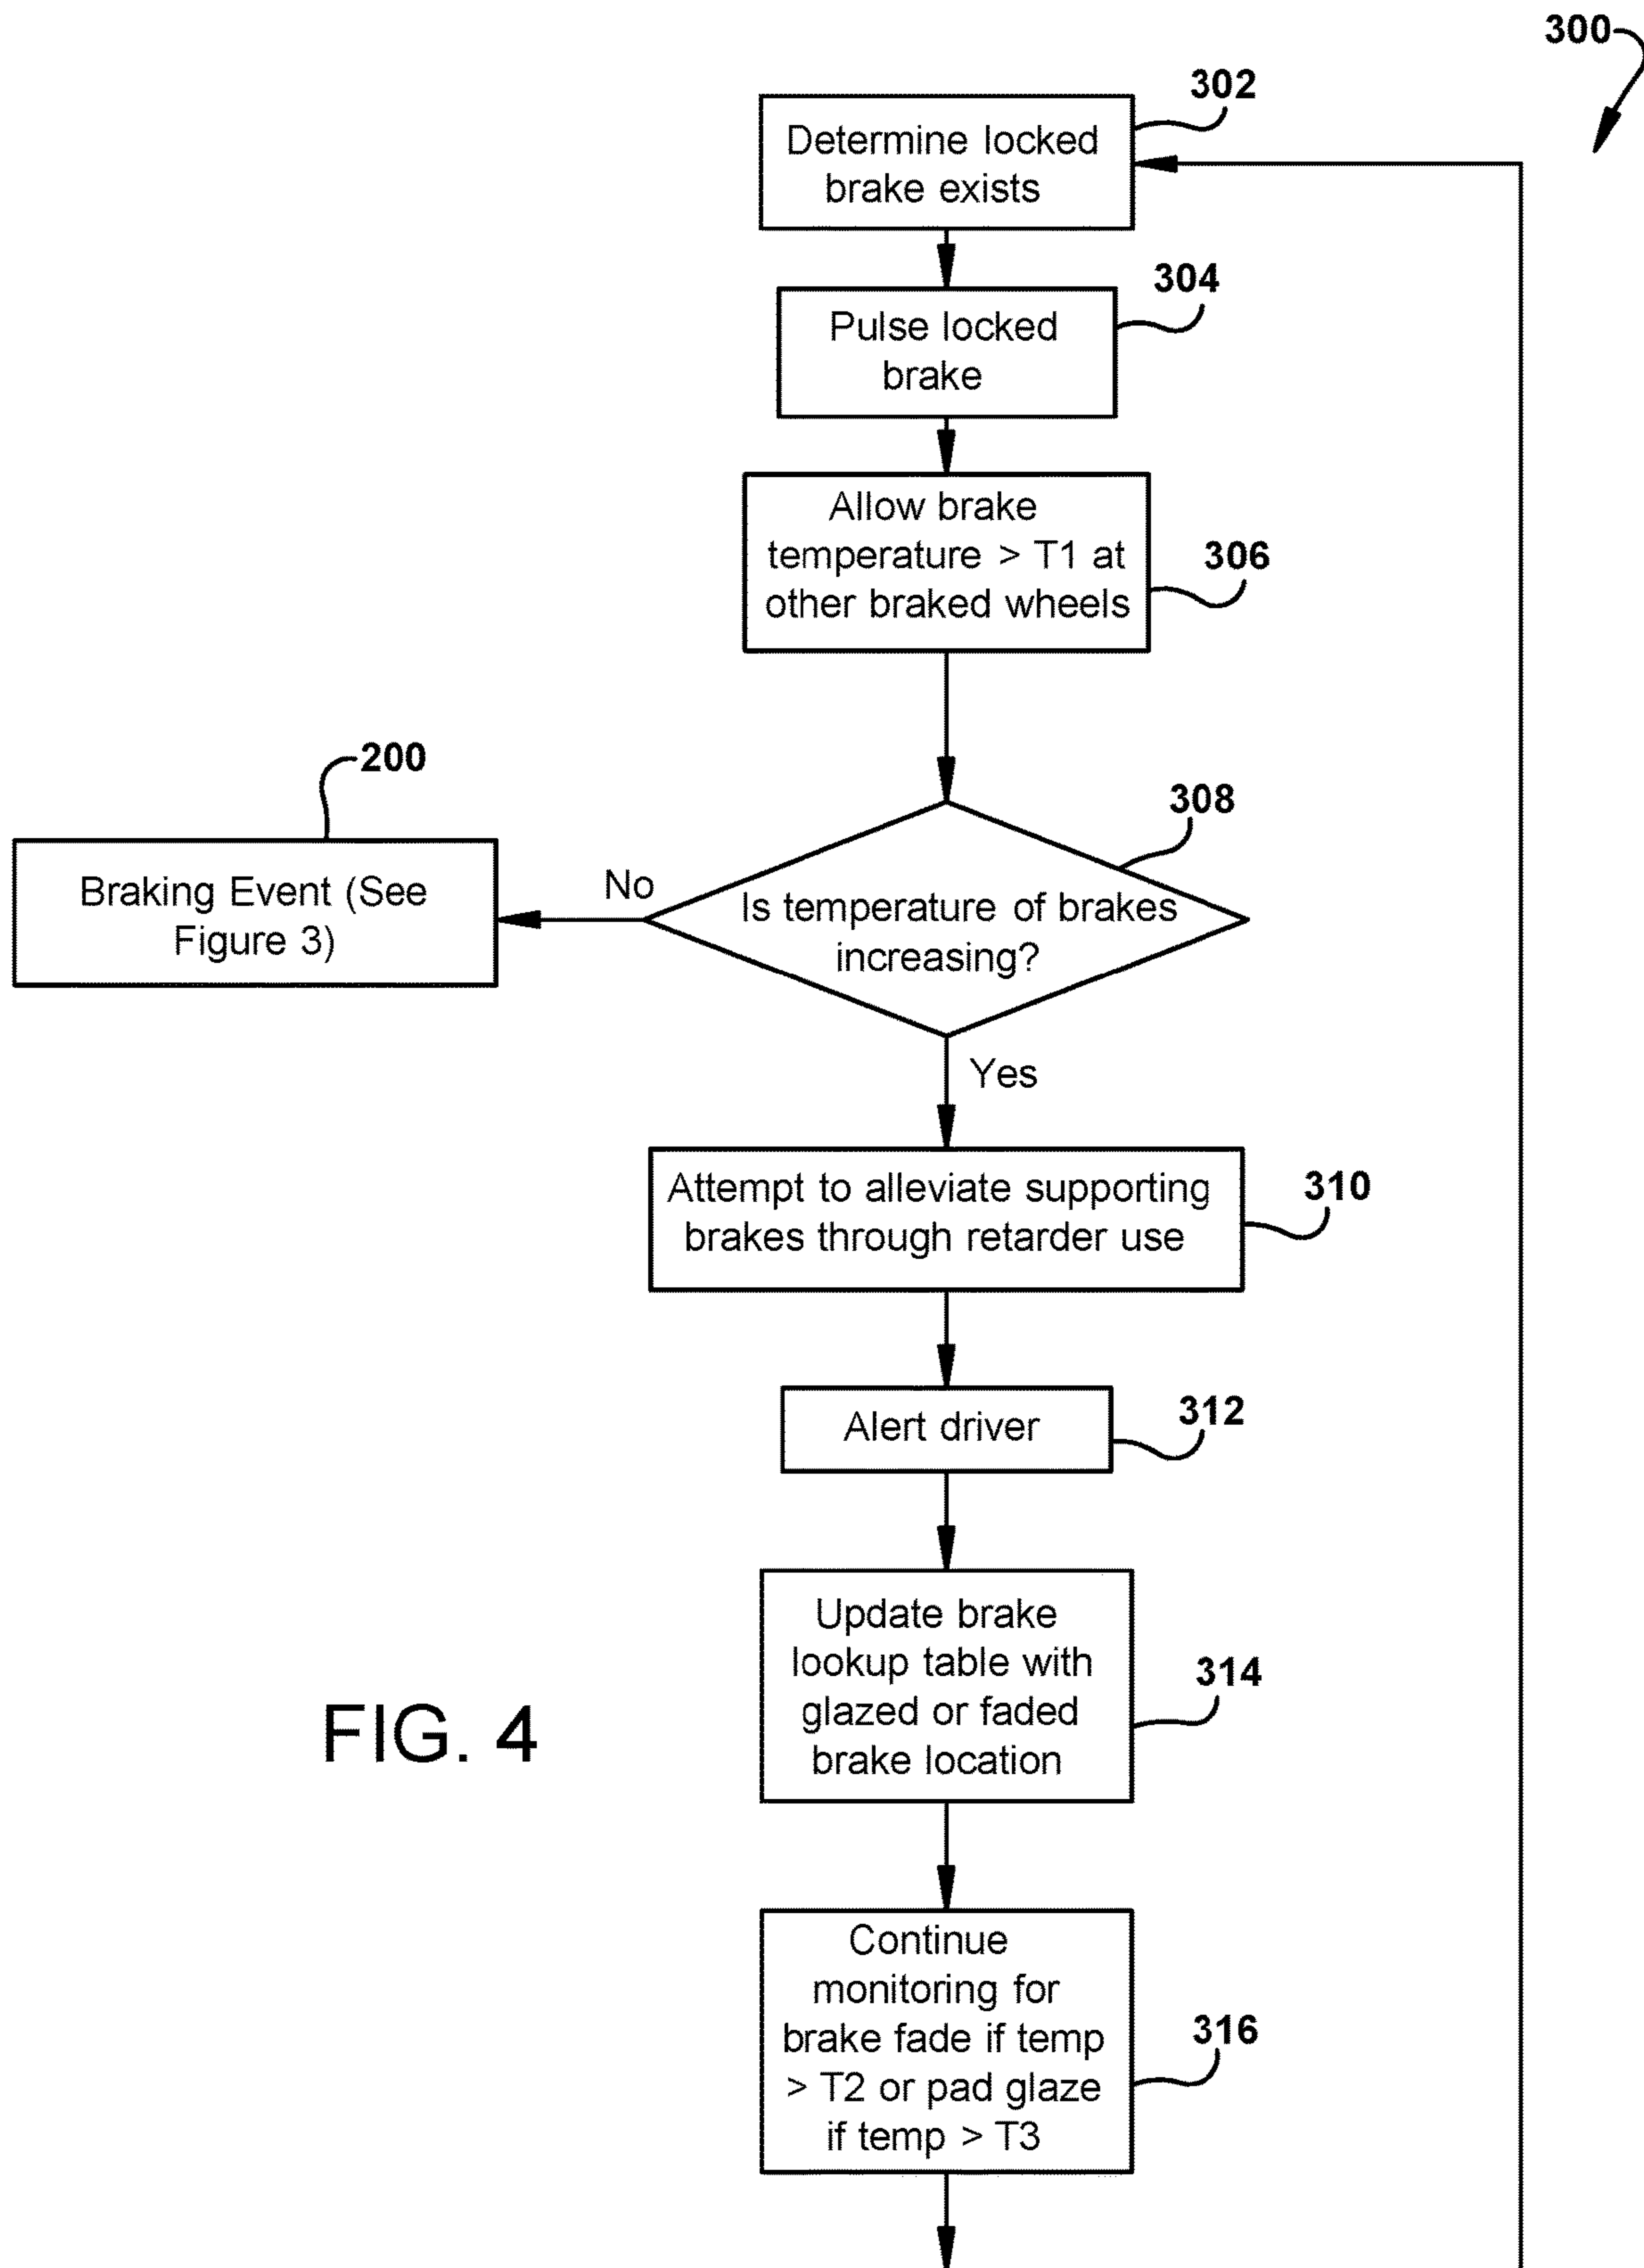 300
302
Determine locked
brake exists
304
Pulse locked
brake
Allow brake
temperature > T1 at
other braked wheels
306
200
308
Braking Event (See
Figure 3)
No
Is temperature of brakes
increasing?
Yes
Attempt to alleviate supporting
brakes through retarder use
310
Alert driver
312
Update brake
lookup table with
glazed or faded
brake location
314
FIG. 4
Continue
monitoring for
brake fade if temp
> T2 or pad glaze
if temp > T3
316